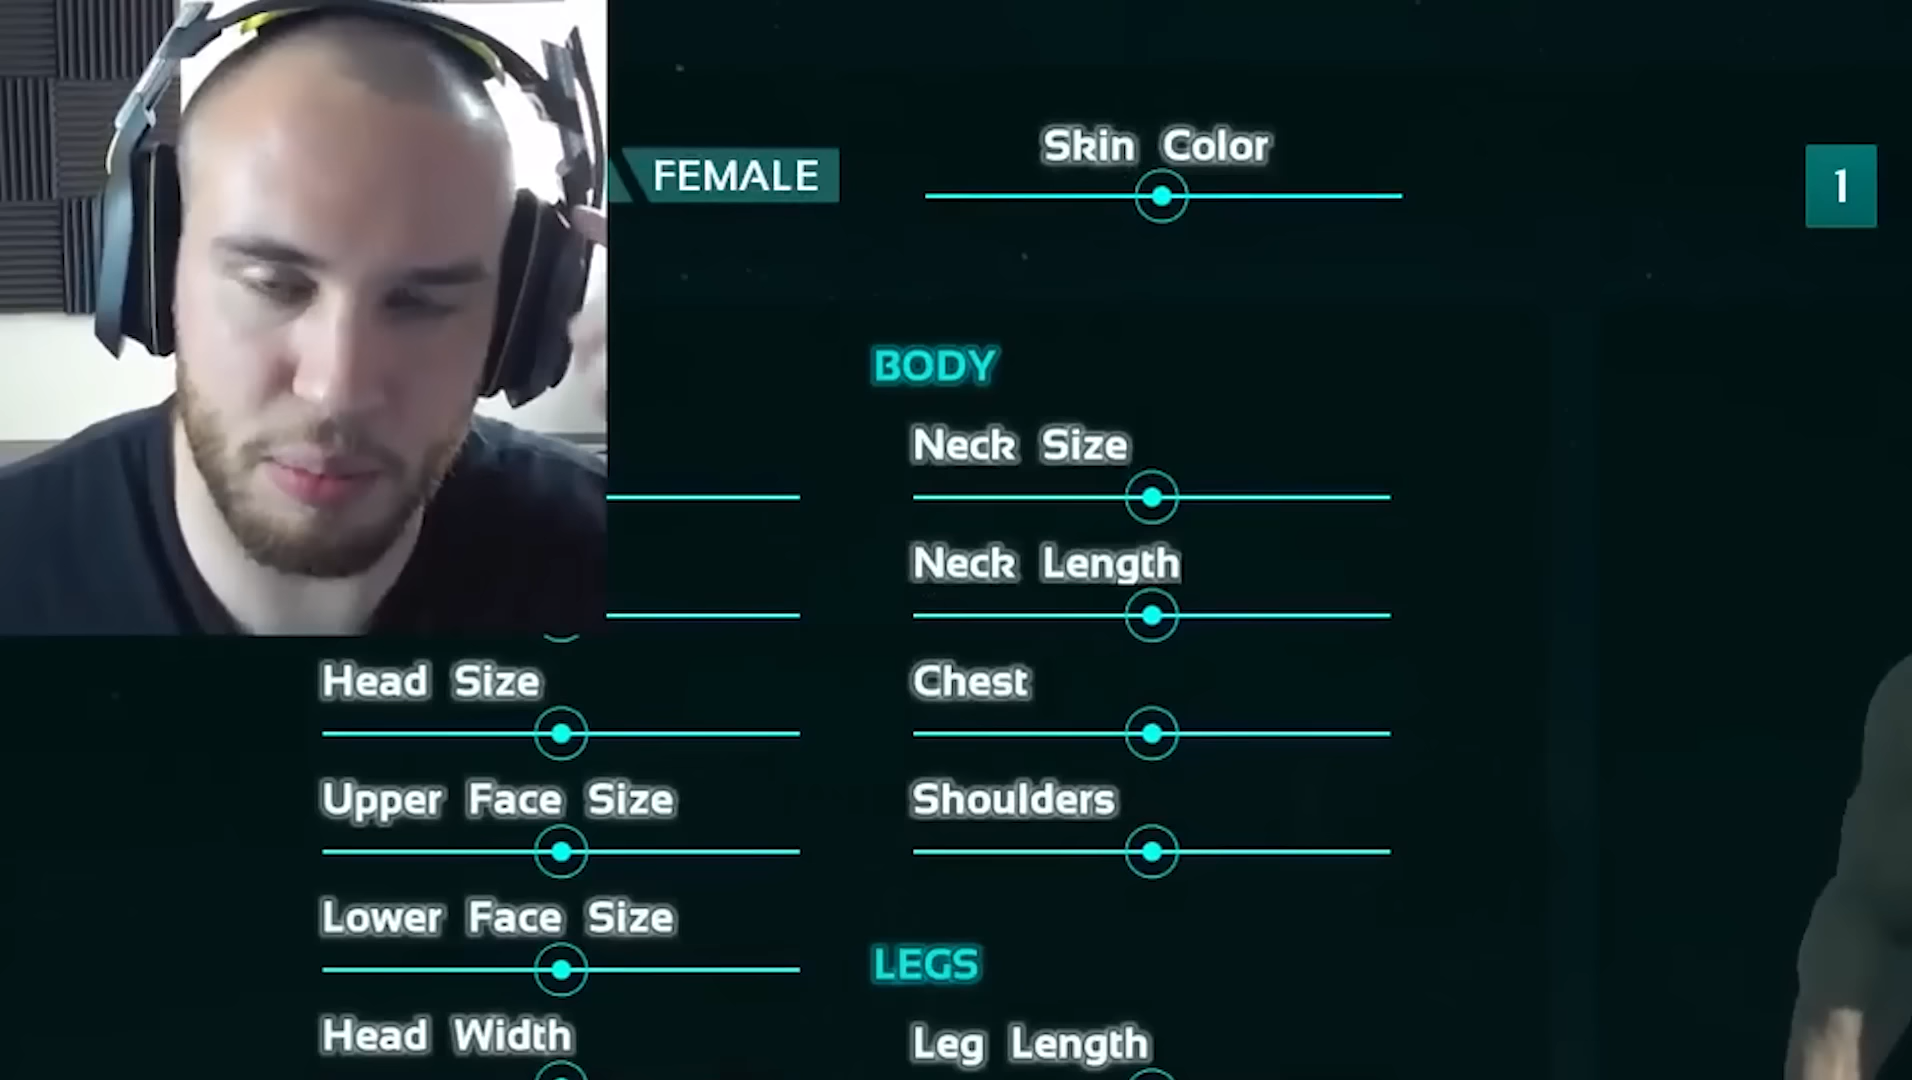 FEMALE
Skin Color
1
BODY
Neck Size
Neck Length
Head Size
Chest
Upper Face Size
Shoulders
Lower Face Size
LEGS
Head Width
Leg Length